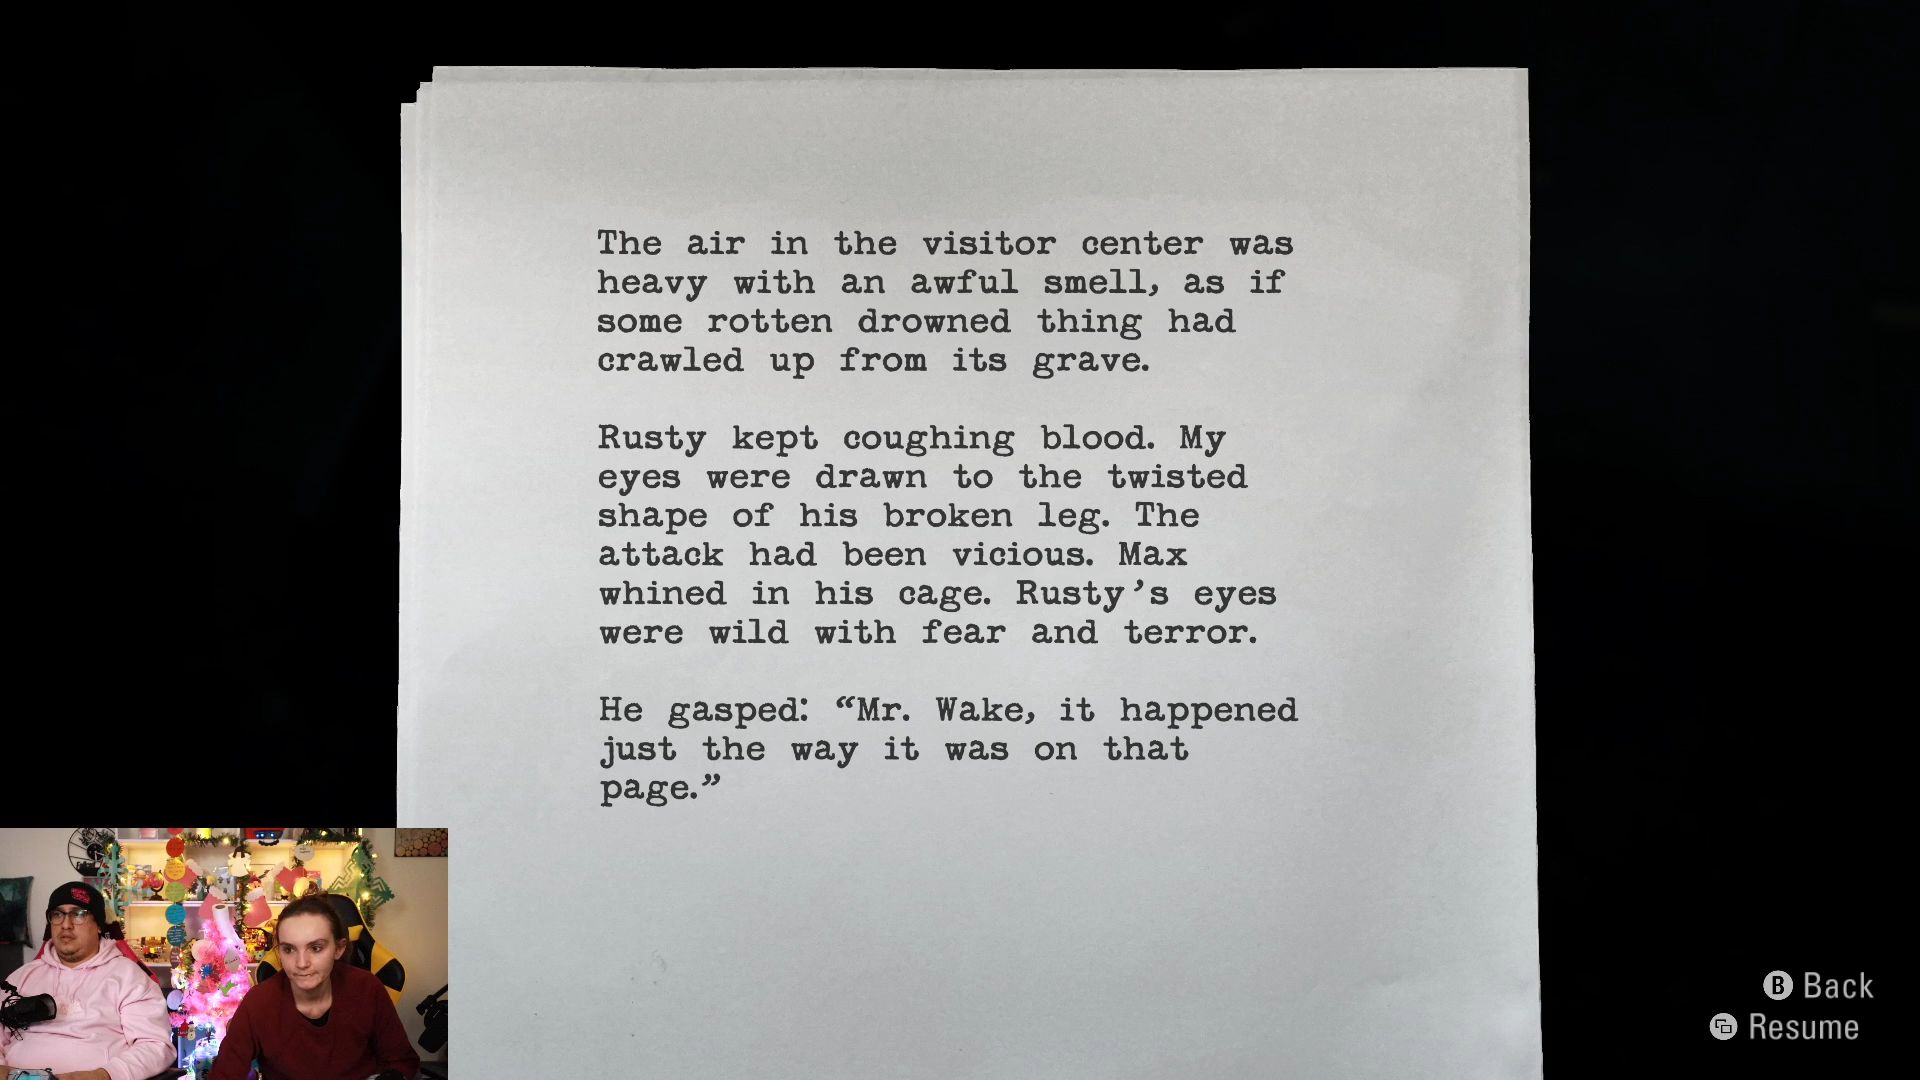 The air in the visitor center was
heavy with an awful smell, as if
some rotten drowned thing had
crawled up from its grave.
Rusty kept coughing blood. My
eyes were drawn to the twisted
shape of his broken leg. The
attack had been vicious. Max
whined in his cage. Rusty’s eyes
were wild with fear and terror.
He gasped: “Mr. Wake, it happened
just the way it was on that
page.”
B Back
Resume